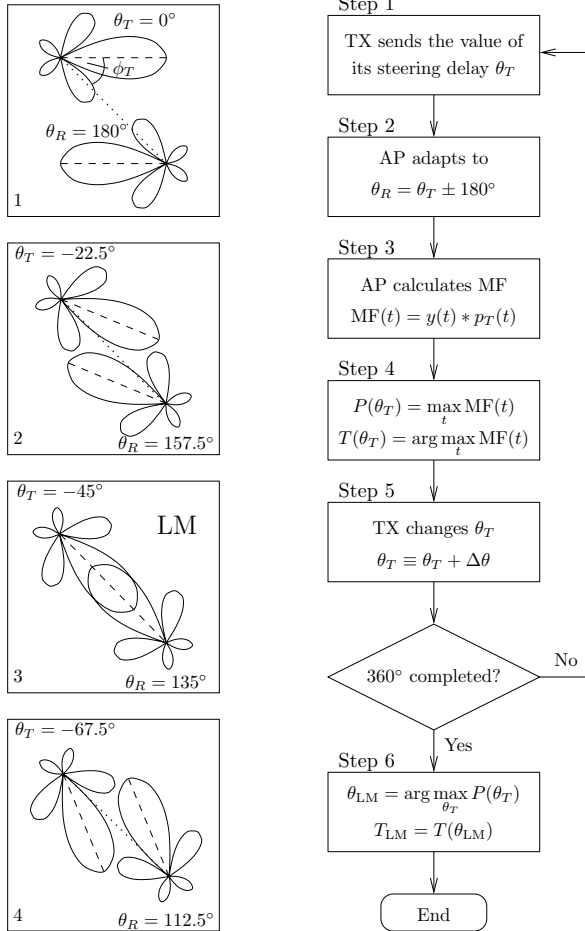 θ_T = 0°
ϕ_T
θ_R = 180°
1
θ_T = −22.5°
2
θ_R = 157.5°
θ_T = −45°
LM
3
θ_R = 135°
θ_T = −67.5°
4
θ_R = 112.5°
Step 1
TX sends the value of
its steering delay θ_T
Step 2
AP adapts to
θ_R = θ_T ± 180°
Step 3
AP calculates MF
MF(t) = y(t) ∗ p_T(t)
Step 4
P(θ_T) = max_t MF(t)
T(θ_T) = arg max_t MF(t)
Step 5
TX changes θ_T
θ_T ≡ θ_T + Δθ
360° completed?
No
Yes
Step 6
θ_LM = arg max_{θ_T} P(θ_T)
T_LM = T(θ_LM)
End